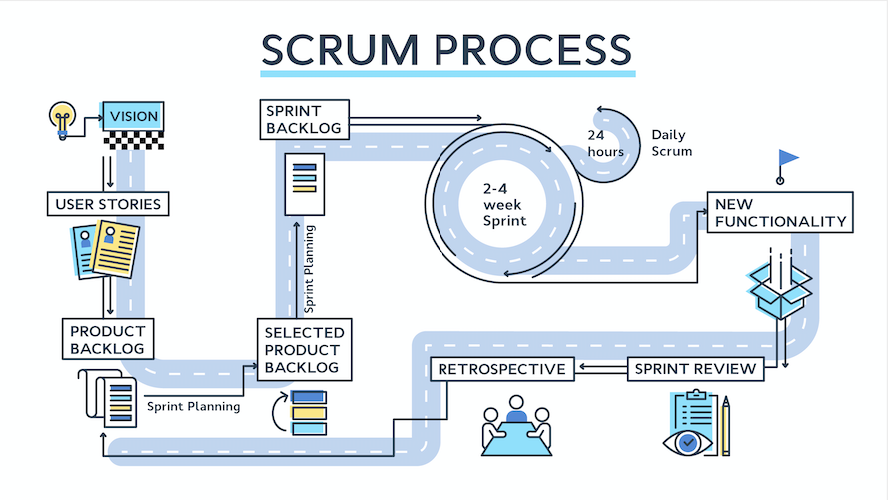 SCRUM PROCESS
VISION
USER STORIES
PRODUCT
BACKLOG
Sprint Planning
SELECTED
PRODUCT
BACKLOG
Sprint Planning
SPRINT
BACKLOG
2-4
week
Sprint
24
hours
Daily
Scrum
NEW
FUNCTIONALITY
SPRINT REVIEW
RETROSPECTIVE